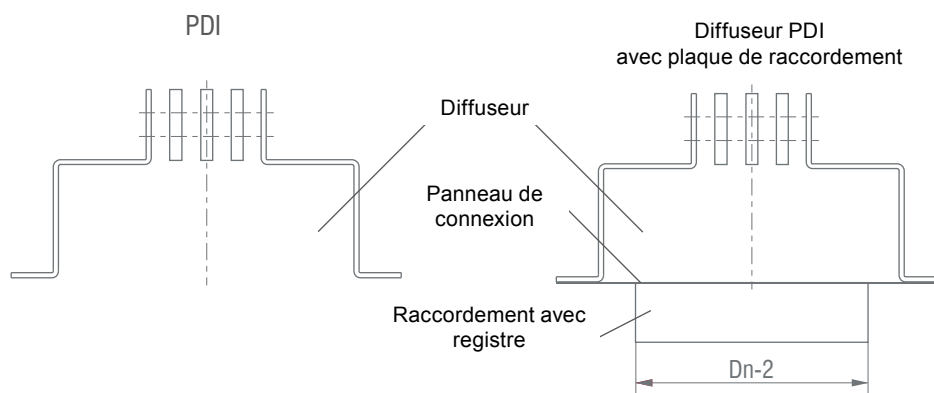 PDI
Diffuseur PDI
avec plaque de raccordement
Diffuseur
Panneau de
connexion
Raccordement avec
registre
Dn-2